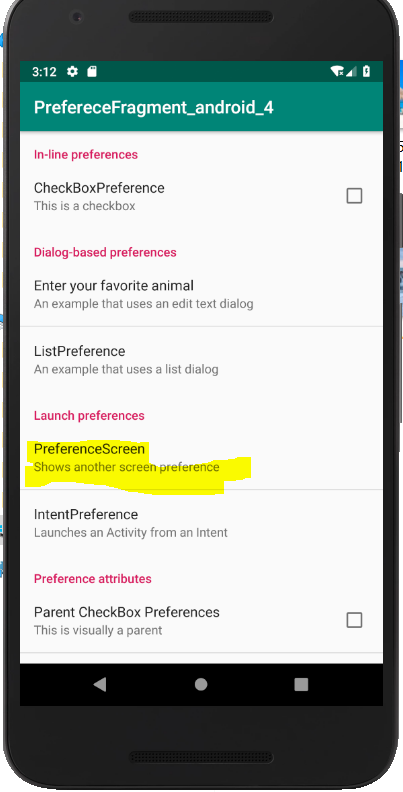 3:12
PrefereceFragment_android_4
In-line preferences
CheckBoxPreference
This is a checkbox
Dialog-based preferences
Enter your favorite animal
An example that uses an edit text dialog
ListPreference
An example that uses a list dialog
Launch preferences
PreferenceScreen
Shows another screen preference
IntentPreference
Launches an Activity from an Intent
Preference attributes
Parent CheckBox Preferences
This is visually a parent